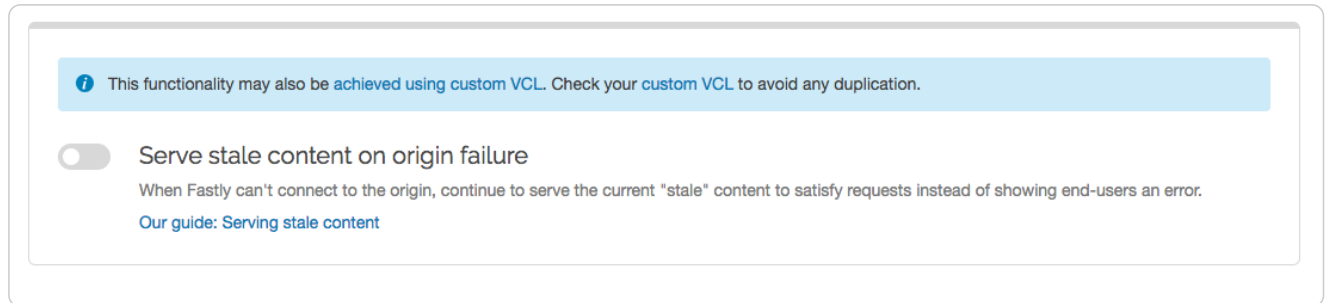 This functionality may also be achieved using custom VCL. Check your custom VCL to avoid any duplication.
Serve stale content on origin failure
When Fastly can't connect to the origin, continue to serve the current "stale" content to satisfy requests instead of showing end-users an error.
Our guide: Serving stale content